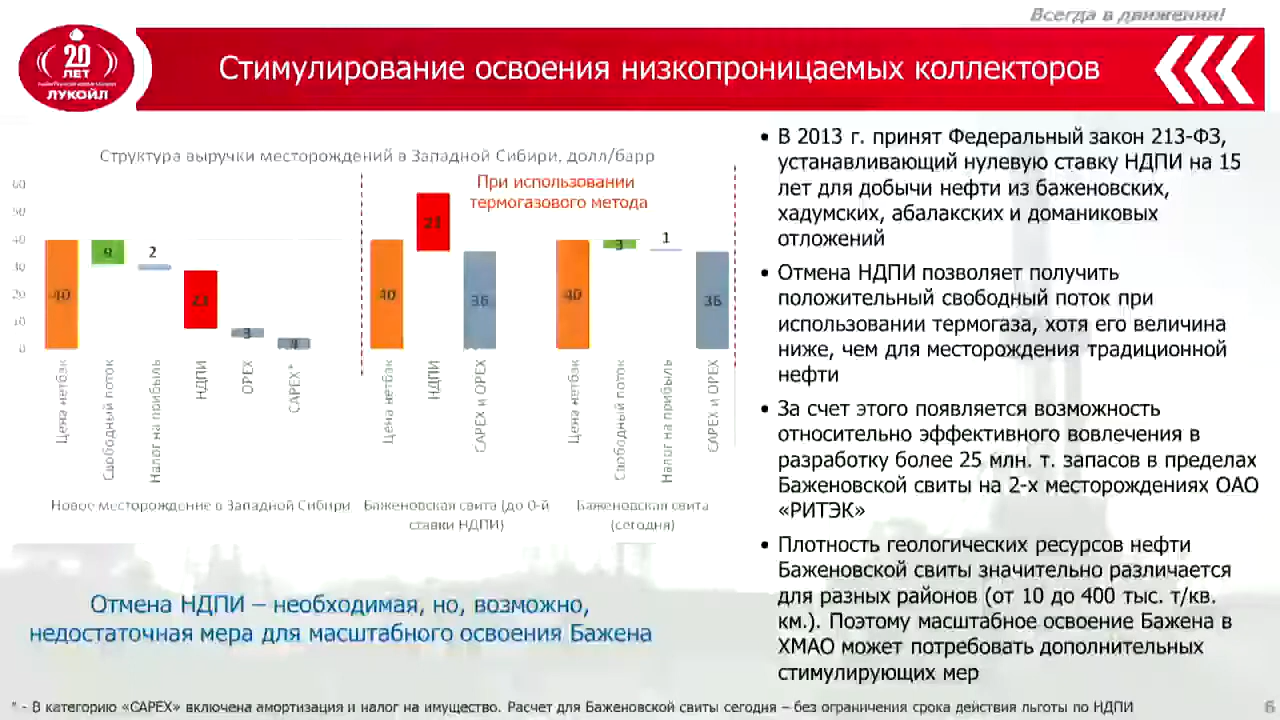 Всегда в движении!
20
ЛЕТ
ЛУКОЙЛ
Стимулирование освоения низкопроницаемых коллекторов
Структура выручки месторождений в Западной Сибири, долл/барр
При использовании
термогазового метода
60
50
40
30
20
10
0
40
9
2
21
3
4
40
21
36
40
3
1
36
Цена нетбэк
Свободный поток
Налог на прибыль
НДПИ
OPEX
CAPEX*
Цена нетбэк
НДПИ
CAPEX и OPEX
Цена нетбэк
Свободный поток
Налог на прибыль
CAPEX и OPEX
Новое месторождение в Западной Сибири
Баженовская свита (до 0-й
ставки НДПИ)
Баженовская свита
(сегодня)
Отмена НДПИ – необходимая, но, возможно,
недостаточная мера для масштабного освоения Бажена
• В 2013 г. принят Федеральный закон 213-ФЗ,
устанавливающий нулевую ставку НДПИ на 15
лет для добычи нефти из баженовских,
хадумских, абалакских и доманиковых
отложений
• Отмена НДПИ позволяет получить
положительный свободный поток при
использовании термогаза, хотя его величина
ниже, чем для месторождения традиционной
нефти
• За счет этого появляется возможность
относительно эффективного вовлечения в
разработку более 25 млн. т. запасов в пределах
Баженовской свиты на 2-х месторождениях ОАО
«РИТЭК»
• Плотность геологических ресурсов нефти
Баженовской свиты значительно различается
для разных районов (от 10 до 400 тыс. т/кв.
км.). Поэтому масштабное освоение Бажена в
ХМАО может потребовать дополнительных
стимулирующих мер
* - В категорию «CAPEX» включена амортизация и налог на имущество. Расчет для Баженовской свиты сегодня – без ограничения срока действия льготы по НДПИ
6